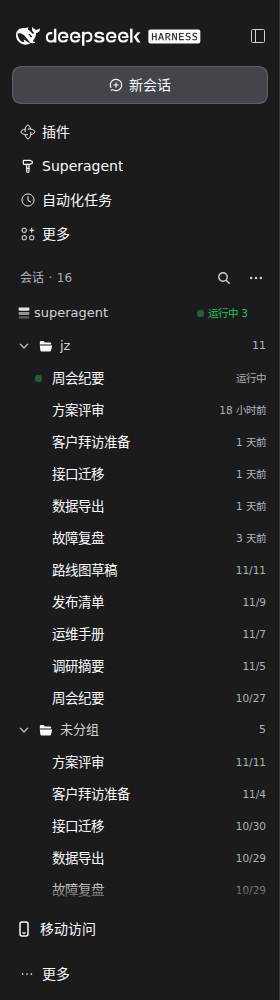 deepseek HARNESS
新会话
插件
Superagent
自动化任务
更多
会话 · 16
superagent 运行中 3
jz 11
周会纪要 运行中
方案评审 18 小时前
客户拜访准备 1 天前
接口迁移 1 天前
数据导出 1 天前
故障复盘 3 天前
路线图草稿 11/11
发布清单 11/9
运维手册 11/7
调研摘要 11/5
周会纪要 10/27
未分组 5
方案评审 11/11
客户拜访准备 11/4
接口迁移 10/30
数据导出 10/29
故障复盘 10/29
移动访问
更多